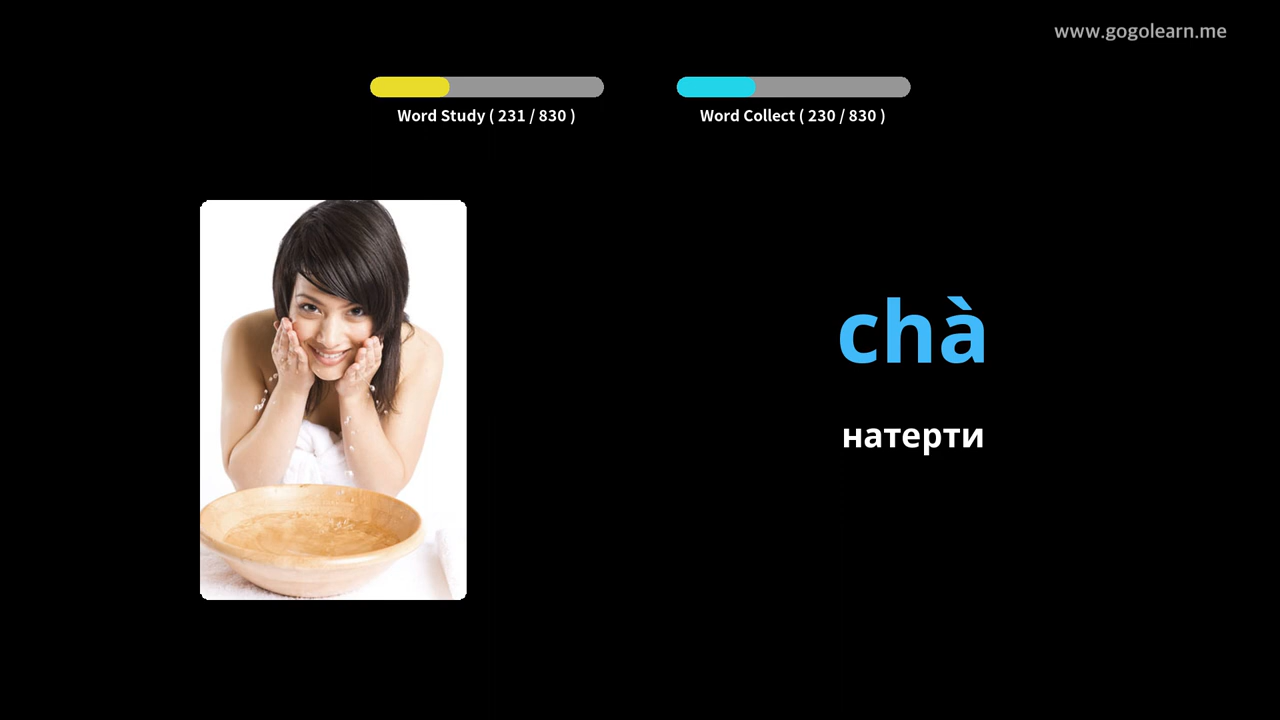 www.gogolearn.me
Word Study ( 231 / 830 )
Word Collect ( 230 / 830 )
chà
натерти